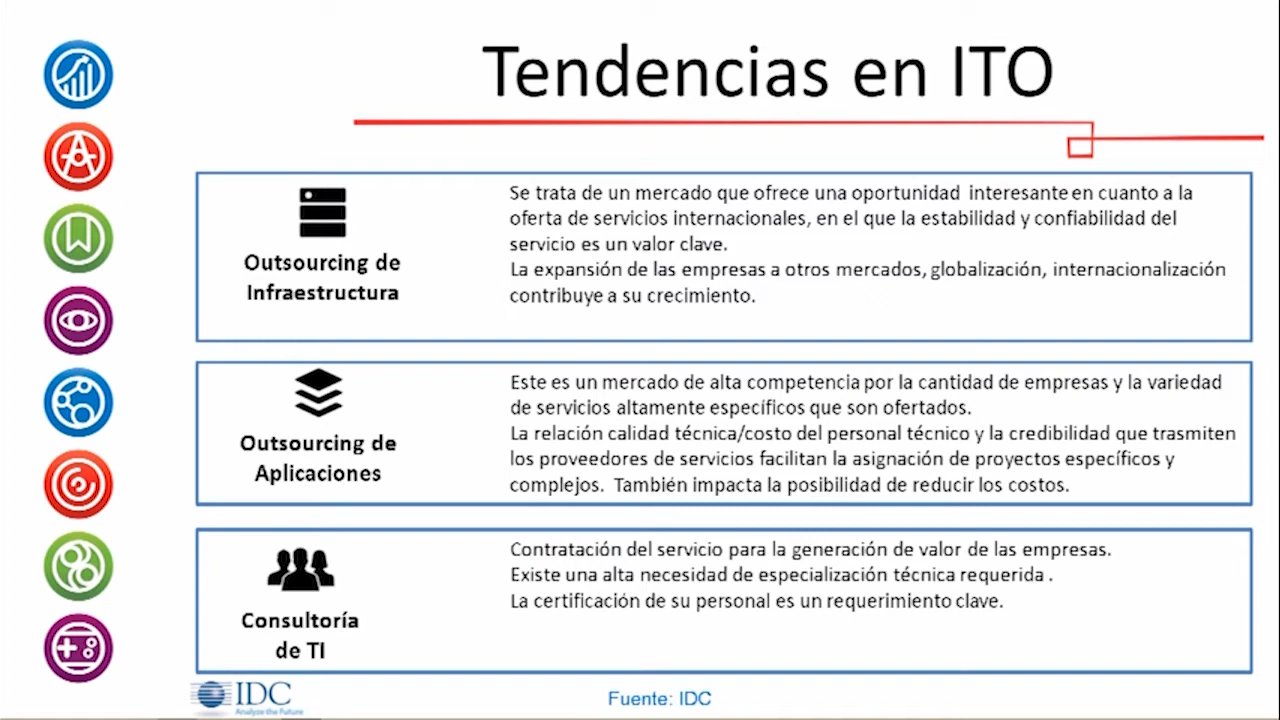 Tendencias en ITO
Outsourcing de
Infraestructura
Se trata de un mercado que ofrece una oportunidad interesante en cuanto a la
oferta de servicios internacionales, en el que la estabilidad y confiabilidad del
servicio es un valor clave.
La expansión de las empresas a otros mercados, globalización, internacionalización
contribuye a su crecimiento.
Outsourcing de
Aplicaciones
Este es un mercado de alta competencia por la cantidad de empresas y la variedad
de servicios altamente específicos que son ofertados.
La relación calidad técnica/costo del personal técnico y la credibilidad que trasmiten
los proveedores de servicios facilitan la asignación de proyectos específicos y
complejos. También impacta la posibilidad de reducir los costos.
Consultoría
de TI
Contratación del servicio para la generación de valor de las empresas.
Existe una alta necesidad de especialización técnica requerida .
La certificación de su personal es un requerimiento clave.
IDC
Analyze the Future
Fuente: IDC